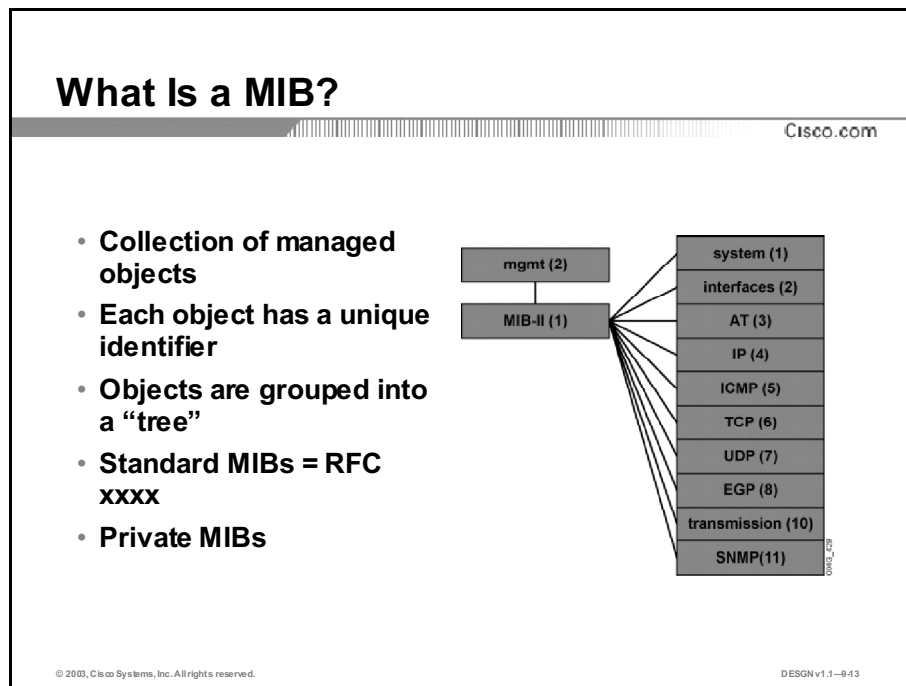 What Is a MIB?
Cisco.com
• Collection of managed
objects
• Each object has a unique
identifier
• Objects are grouped into
a “tree”
• Standard MIBs = RFC
xxxx
• Private MIBs
mgmt (2)
MIB-II (1)
system (1)
interfaces (2)
AT (3)
IP (4)
ICMP (5)
TCP (6)
UDP (7)
EGP (8)
transmission (10)
SNMP(11)
© 2003, Cisco Systems, Inc. All rights reserved.
DESGN v1.1—9-13